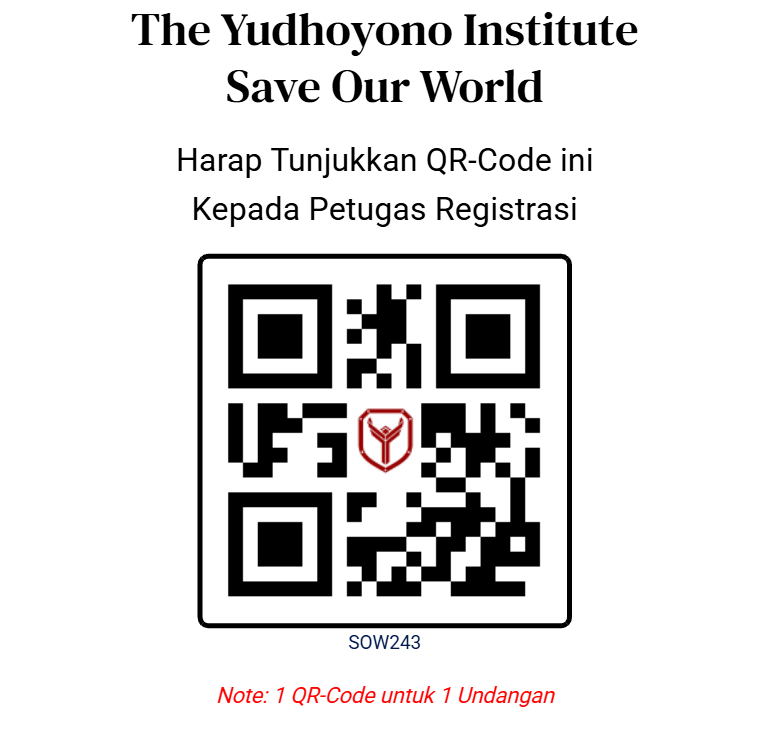 The Yudhoyono Institute
Save Our World
Harap Tunjukkan QR-Code ini
Kepada Petugas Registrasi
SOW243
Note: 1 QR-Code untuk 1 Undangan